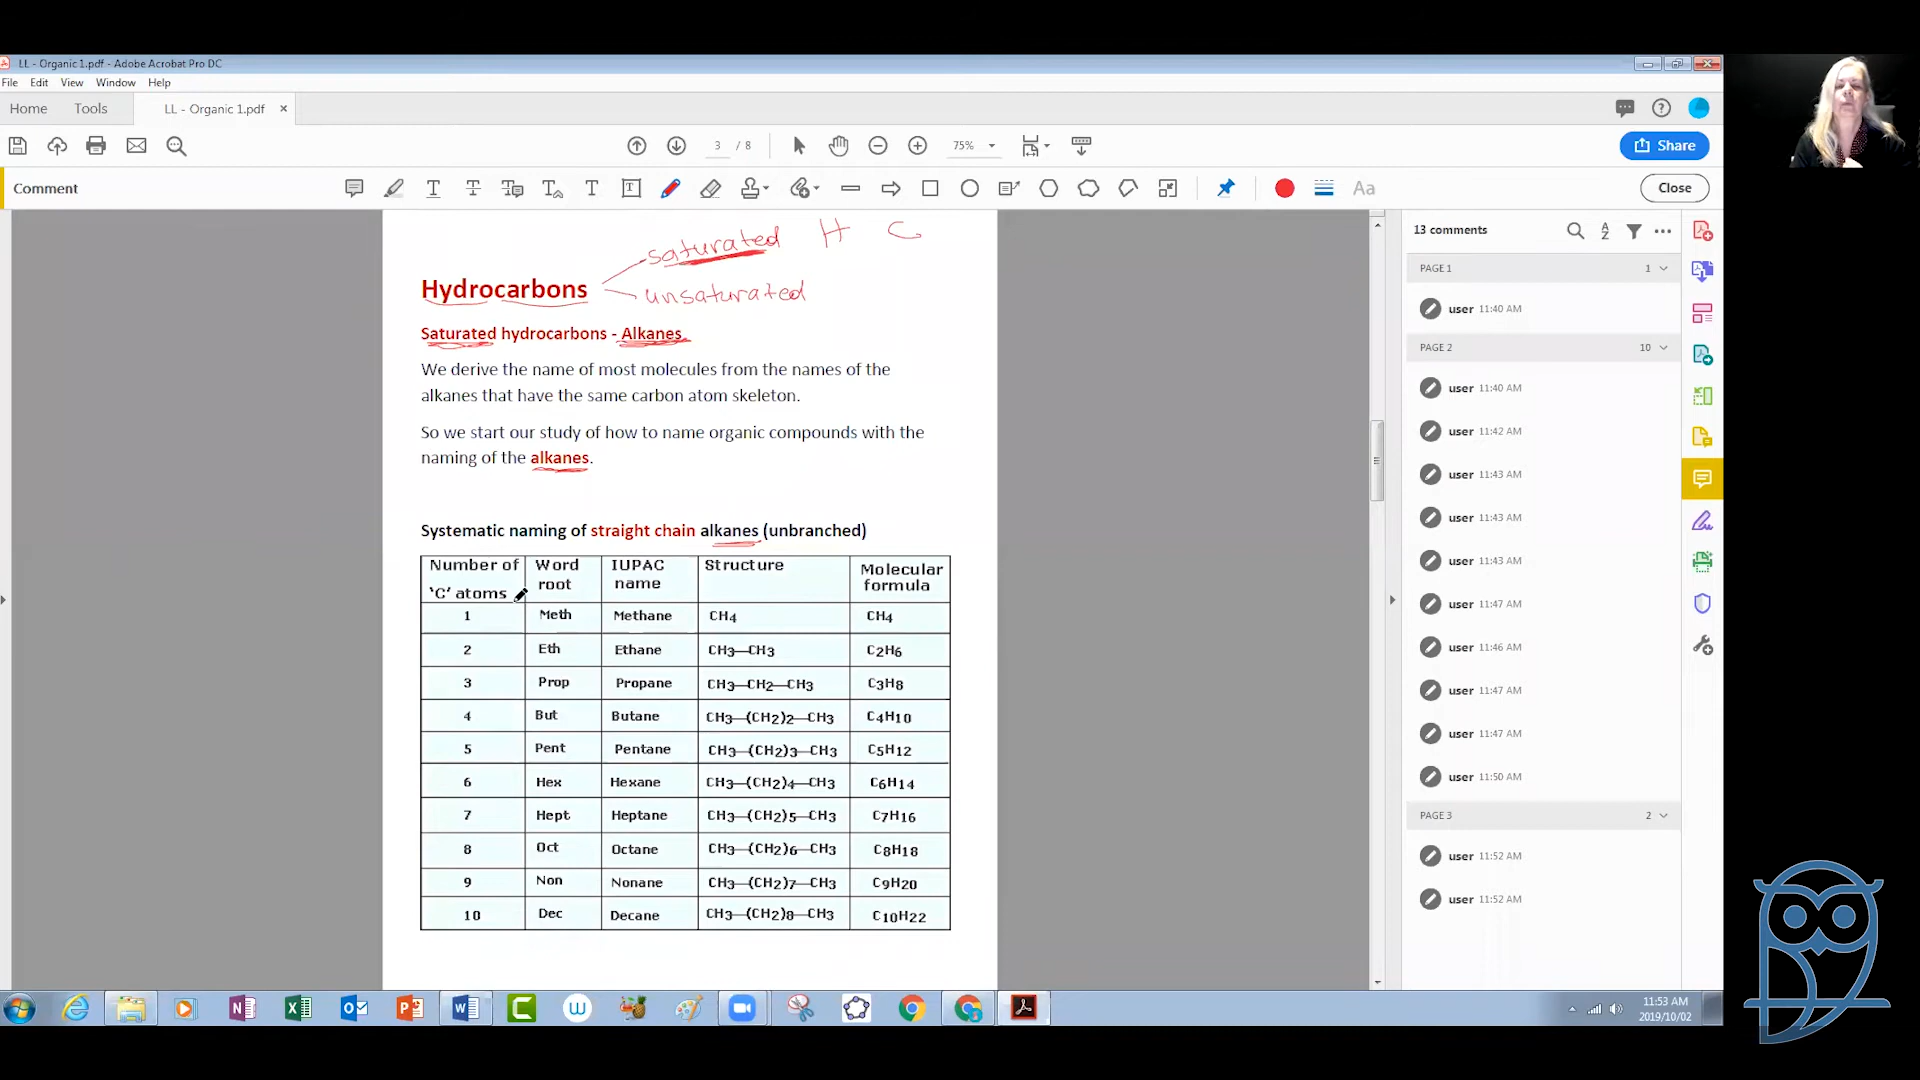 LL - Organic 1.pdf - Adobe Acrobat Pro DC
File Edit View Window Help
Home Tools LL - Organic 1.pdf ×
3 / 8 75% Share
Comment Aa Close
saturated H C
Hydrocarbons
unsaturated
Saturated hydrocarbons - Alkanes
We derive the name of most molecules from the names of the
alkanes that have the same carbon atom skeleton.
So we start our study of how to name organic compounds with the
naming of the alkanes.
Systematic naming of straight chain alkanes (unbranched)
Number of 'C' atoms Word root IUPAC name Structure Molecular formula
1 Meth Methane CH4 CH4
2 Eth Ethane CH3—CH3 C2H6
3 Prop Propane CH3—CH2—CH3 C3H8
4 But Butane CH3—(CH2)2—CH3 C4H10
5 Pent Pentane CH3—(CH2)3—CH3 C5H12
6 Hex Hexane CH3—(CH2)4—CH3 C6H14
7 Hept Heptane CH3—(CH2)5—CH3 C7H16
8 Oct Octane CH3—(CH2)6—CH3 C8H18
9 Non Nonane CH3—(CH2)7—CH3 C9H20
10 Dec Decane CH3—(CH2)8—CH3 C10H22
13 comments
PAGE 1 1
user 11:40 AM
PAGE 2 10
user 11:40 AM
user 11:42 AM
user 11:43 AM
user 11:43 AM
user 11:43 AM
user 11:47 AM
user 11:46 AM
user 11:47 AM
user 11:47 AM
user 11:50 AM
PAGE 3 2
user 11:52 AM
user 11:52 AM
11:53 AM
2019/10/02